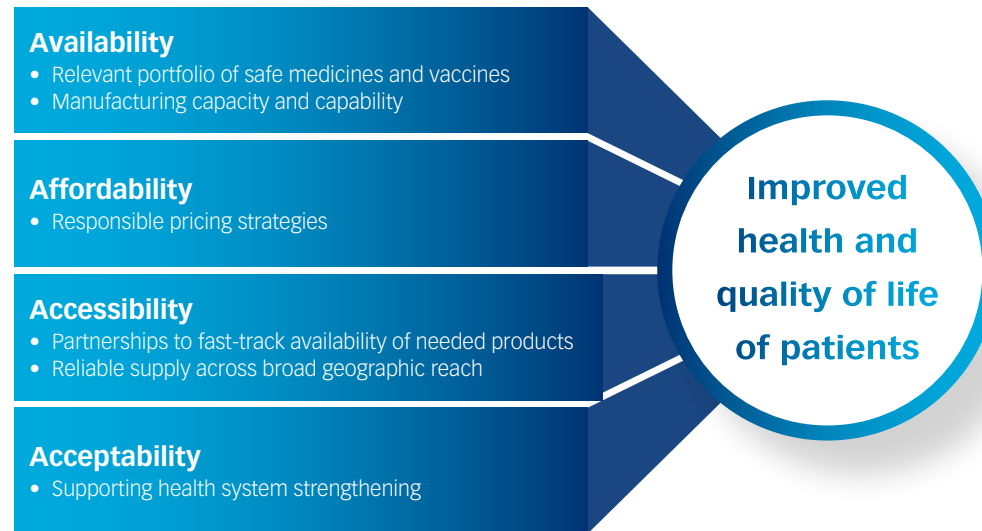 Availability
• Relevant portfolio of safe medicines and vaccines
• Manufacturing capacity and capability
Affordability
• Responsible pricing strategies
Accessibility
• Partnerships to fast-track availability of needed products
• Reliable supply across broad geographic reach
Acceptability
• Supporting health system strengthening
Improved
health and
quality of life
of patients